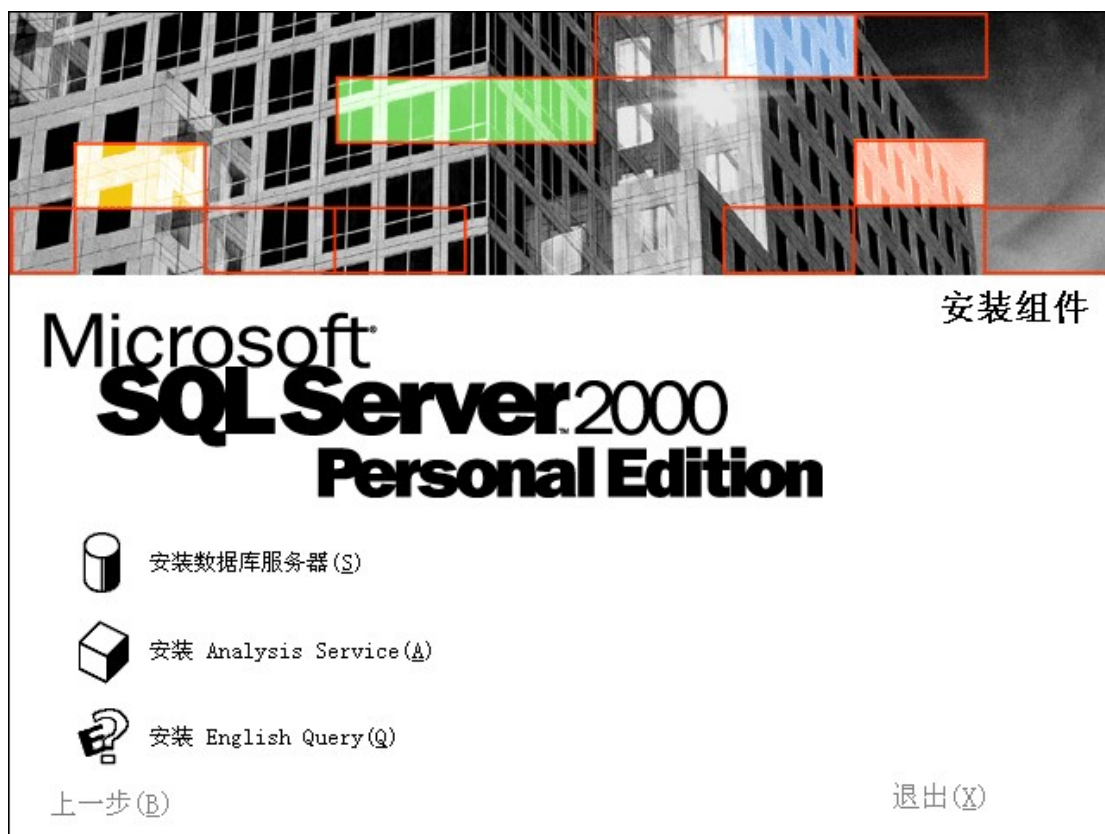 安装组件
Microsoft®
SQL Server™ 2000
Personal Edition
安装数据库服务器(S)
安装 Analysis Service(A)
安装 English Query(Q)
上一步(B)
退出(X)